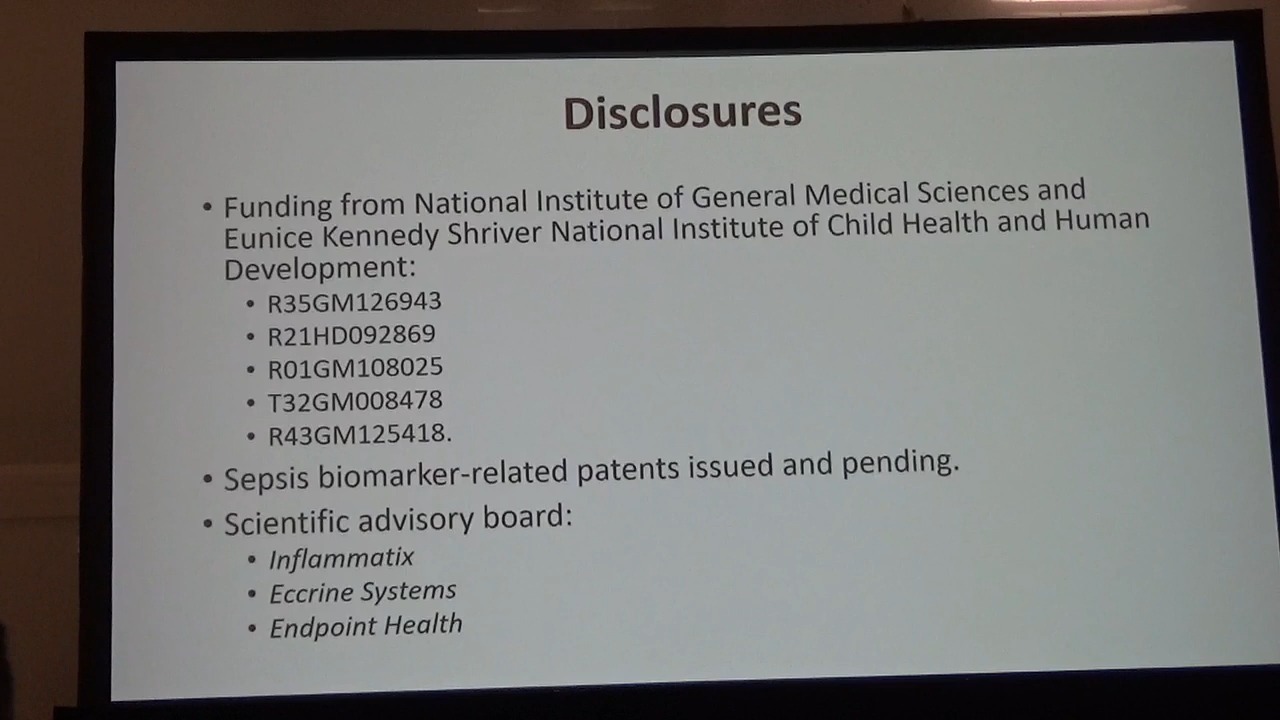 Disclosures
• Funding from National Institute of General Medical Sciences and
Eunice Kennedy Shriver National Institute of Child Health and Human
Development:
• R35GM126943
• R21HD092869
• R01GM108025
• T32GM008478
• R43GM125418.
• Sepsis biomarker-related patents issued and pending.
• Scientific advisory board:
• Inflammatix
• Eccrine Systems
• Endpoint Health